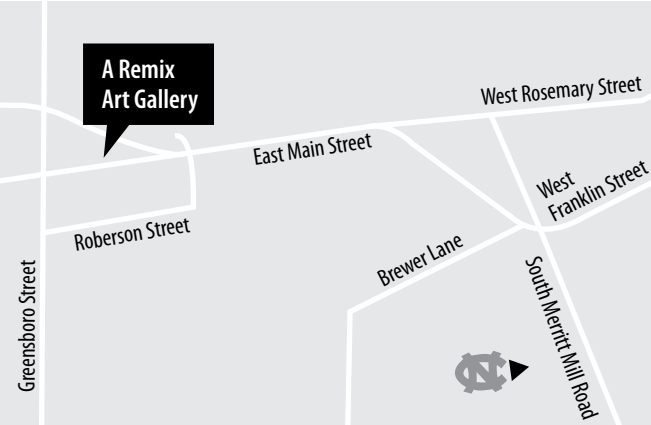 A Remix
Art Gallery
West Rosemary Street
East Main Street
West
Franklin Street
Roberson Street
Brewer Lane
Greensboro Street
South Merritt Mill Road
NC